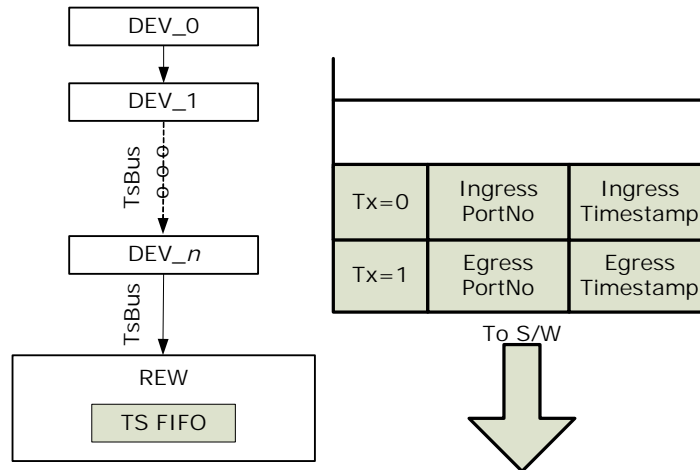 DEV_0
DEV_1
TsBus
DEV_n
TsBus
REW
TS FIFO
Tx=0
Ingress
PortNo
Ingress
Timestamp
Tx=1
Egress
PortNo
Egress
Timestamp
To S/W